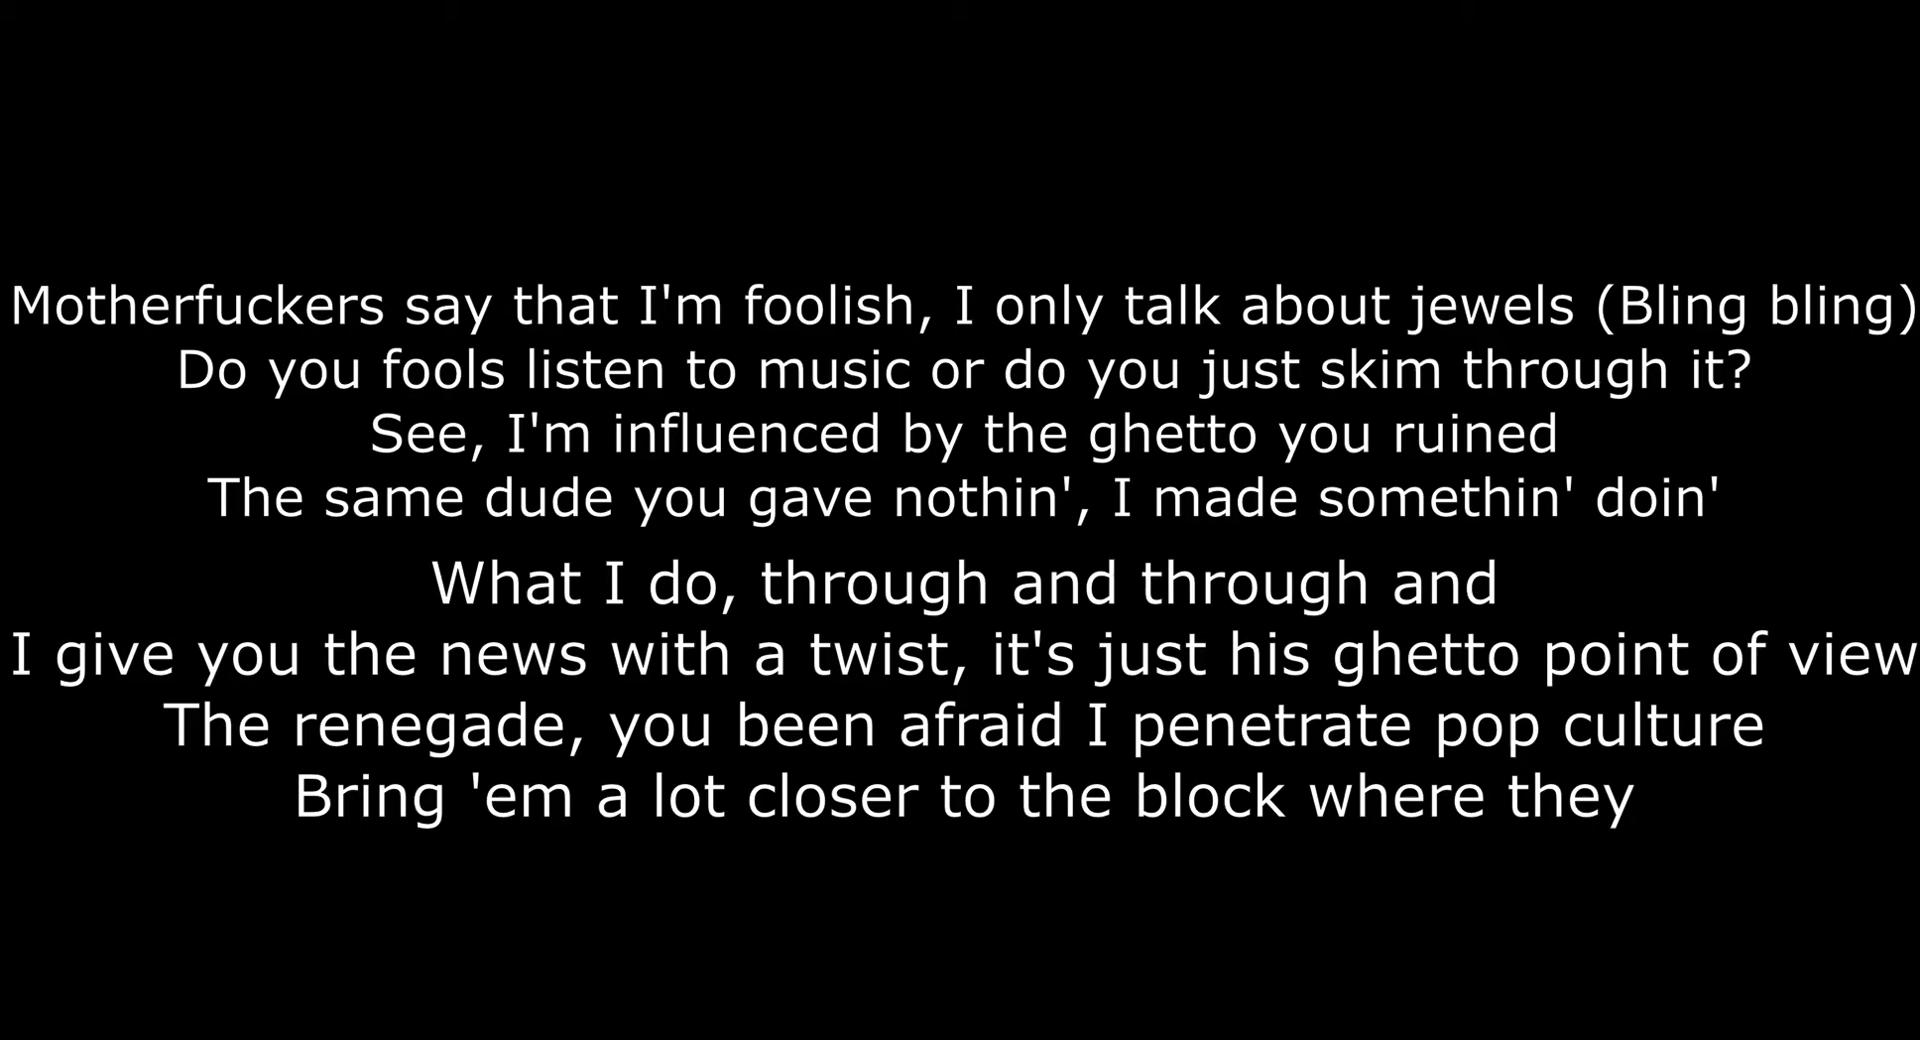 Motherfuckers say that I'm foolish, I only talk about jewels (Bling bling)
Do you fools listen to music or do you just skim through it?
See, I'm influenced by the ghetto you ruined
The same dude you gave nothin', I made somethin' doin'
What I do, through and through and
I give you the news with a twist, it's just his ghetto point of view
The renegade, you been afraid I penetrate pop culture
Bring 'em a lot closer to the block where they